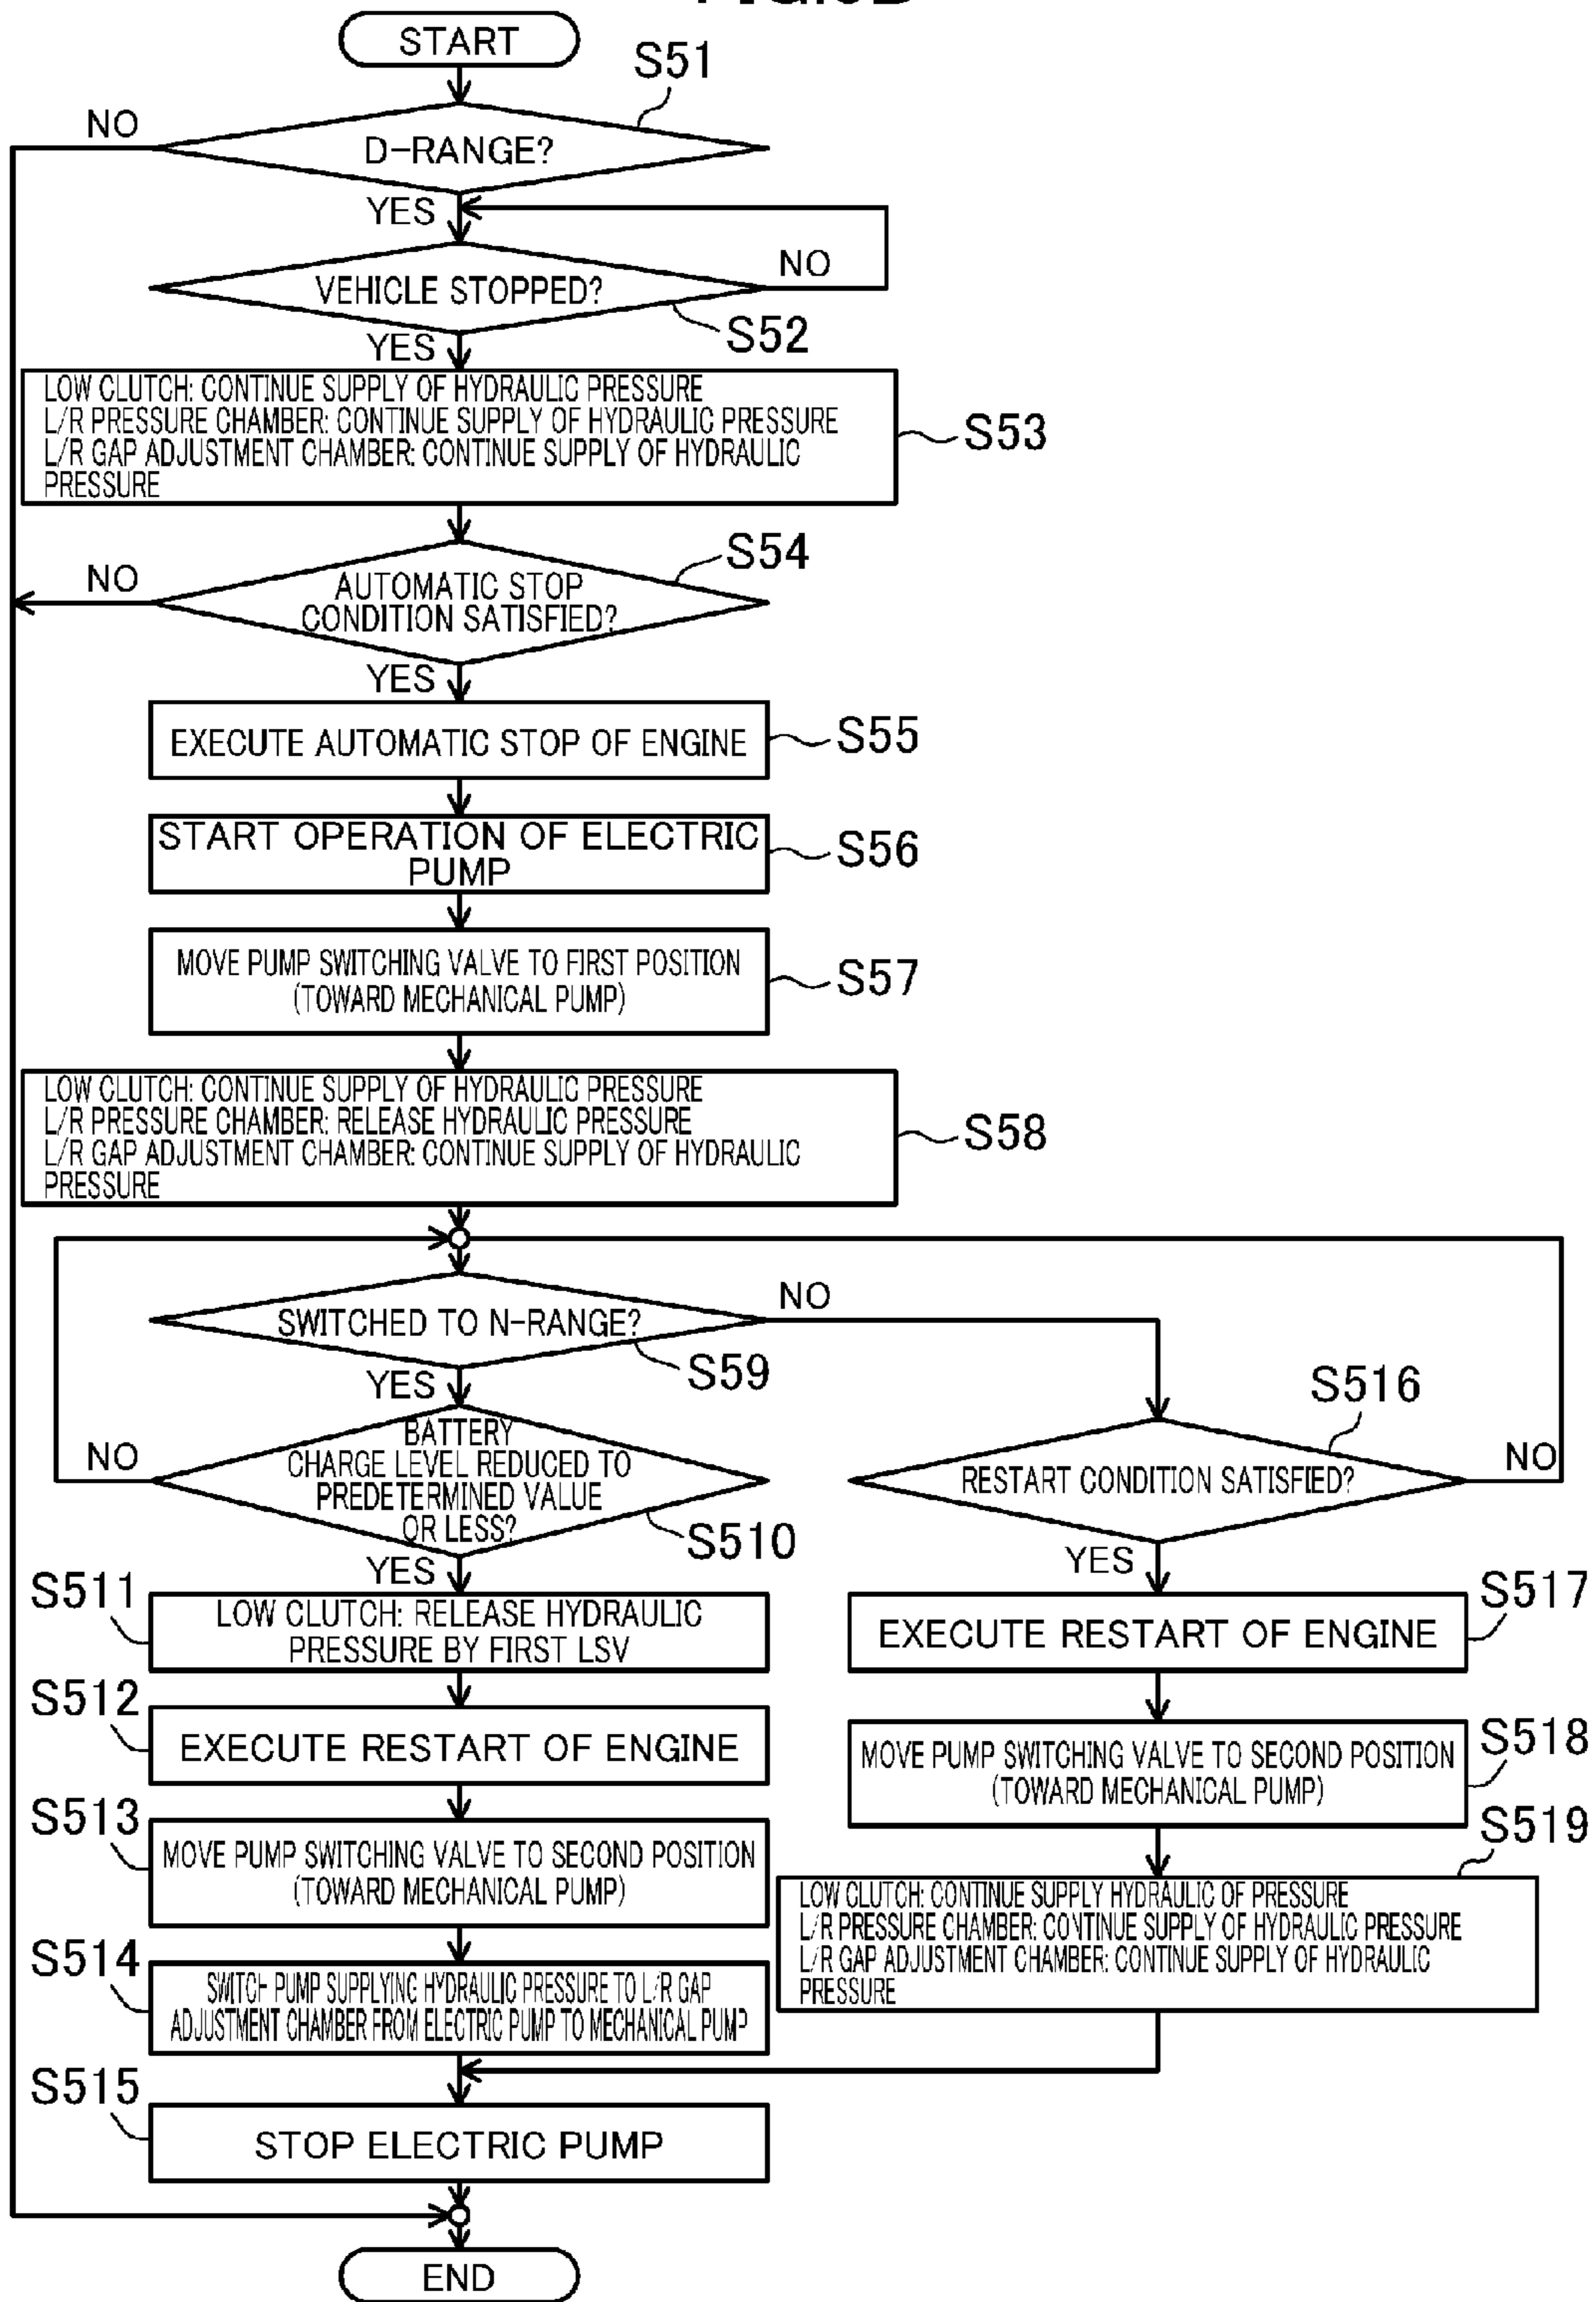 START
S51
NO
D-RANGE?
YES
NO
VEHICLE STOPPED?
S52
YES
LOW CLUTCH: CONTINUE SUPPLY OF HYDRAULIC PRESSURE
L/R PRESSURE CHAMBER: CONTINUE SUPPLY OF HYDRAULIC PRESSURE
L/R GAP ADJUSTMENT CHAMBER: CONTINUE SUPPLY OF HYDRAULIC
PRESSURE
S53
S54
NO
AUTOMATIC STOP
CONDITION SATISFIED?
YES
EXECUTE AUTOMATIC STOP OF ENGINE
S55
START OPERATION OF ELECTRIC
PUMP
S56
MOVE PUMP SWITCHING VALVE TO FIRST POSITION
(TOWARD MECHANICAL PUMP)
S57
LOW CLUTCH: CONTINUE SUPPLY OF HYDRAULIC PRESSURE
L/R PRESSURE CHAMBER: RELEASE HYDRAULIC PRESSURE
L/R GAP ADJUSTMENT CHAMBER: CONTINUE SUPPLY OF HYDRAULIC
PRESSURE
S58
SWITCHED TO N-RANGE?
NO
S59
YES
BATTERY
CHARGE LEVEL REDUCED TO
PREDETERMINED VALUE
OR LESS?
NO
S510
YES
S516
RESTART CONDITION SATISFIED?
NO
YES
S511
LOW CLUTCH: RELEASE HYDRAULIC
PRESSURE BY FIRST LSV
S517
EXECUTE RESTART OF ENGINE
S512
EXECUTE RESTART OF ENGINE
S518
MOVE PUMP SWITCHING VALVE TO SECOND POSITION
(TOWARD MECHANICAL PUMP)
S513
MOVE PUMP SWITCHING VALVE TO SECOND POSITION
(TOWARD MECHANICAL PUMP)
S519
LOW CLUTCH: CONTINUE SUPPLY HYDRAULIC OF PRESSURE
L/R PRESSURE CHAMBER: CONTINUE SUPPLY OF HYDRAULIC PRESSURE
L/R GAP ADJUSTMENT CHAMBER: CONTINUE SUPPLY OF HYDRAULIC
PRESSURE
S514
SWITCH PUMP SUPPLYING HYDRAULIC PRESSURE TO L/R GAP
ADJUSTMENT CHAMBER FROM ELECTRIC PUMP TO MECHANICAL PUMP
S515
STOP ELECTRIC PUMP
END